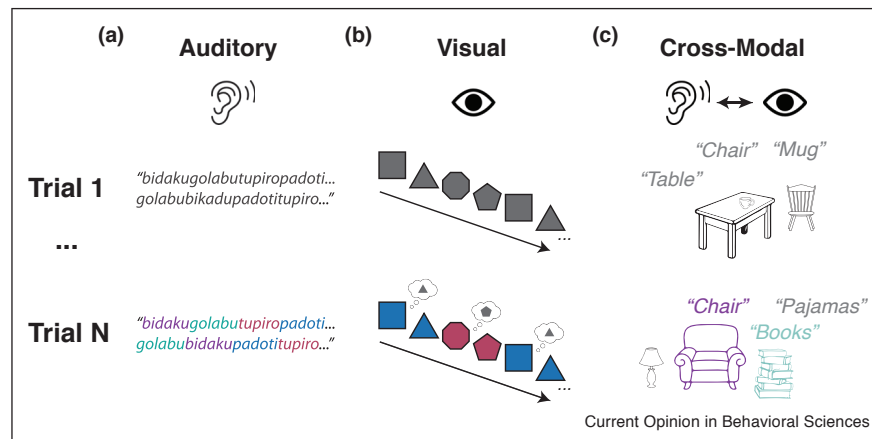 (a) (b) (c)
Auditory Visual Cross-Modal
Trial 1
“bidakugolabutupiropadoti...
golabubikadupadotitupiro...”
...
“Chair” “Mug”
“Table”
...
Trial N
“bidakugolabutupiropadoti...
golabubidakupadotitupiro...”
...
“Chair” “Pajamas”
“Books”
Current Opinion in Behavioral Sciences